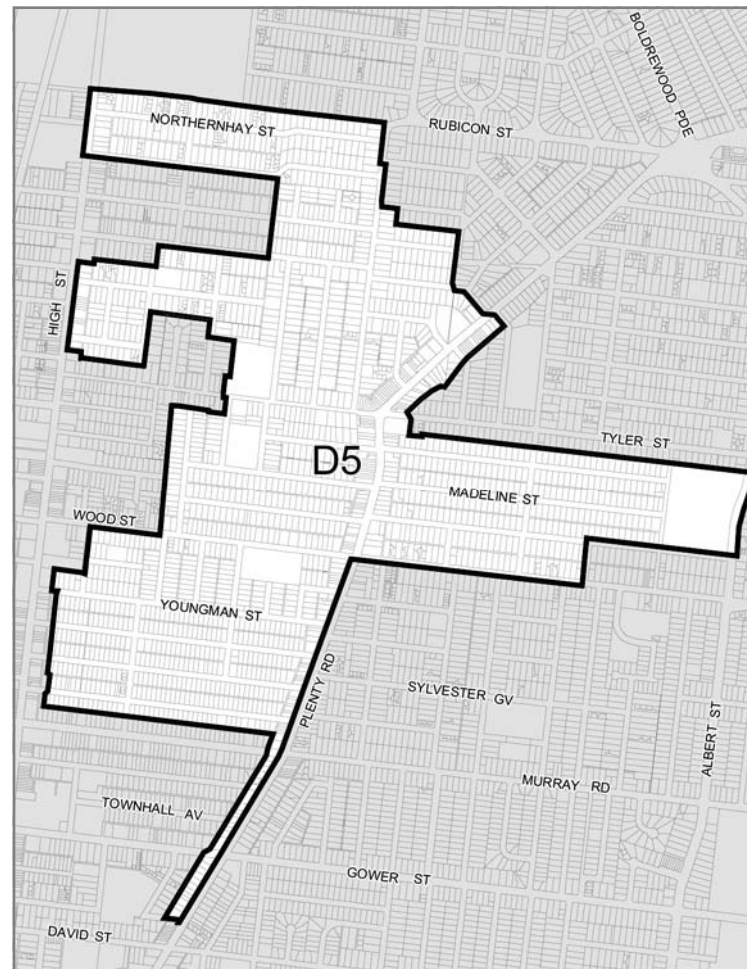 BOLDREWOOD PDE
NORTHERNHAY ST
RUBICON ST
HIGH ST
TYLER ST
D5
MADELINE ST
WOOD ST
YOUNGMAN ST
PLENTY RD
SYLVESTER GV
ALBERT ST
MURRAY RD
TOWNHALL AV
GOWER ST
DAVID ST